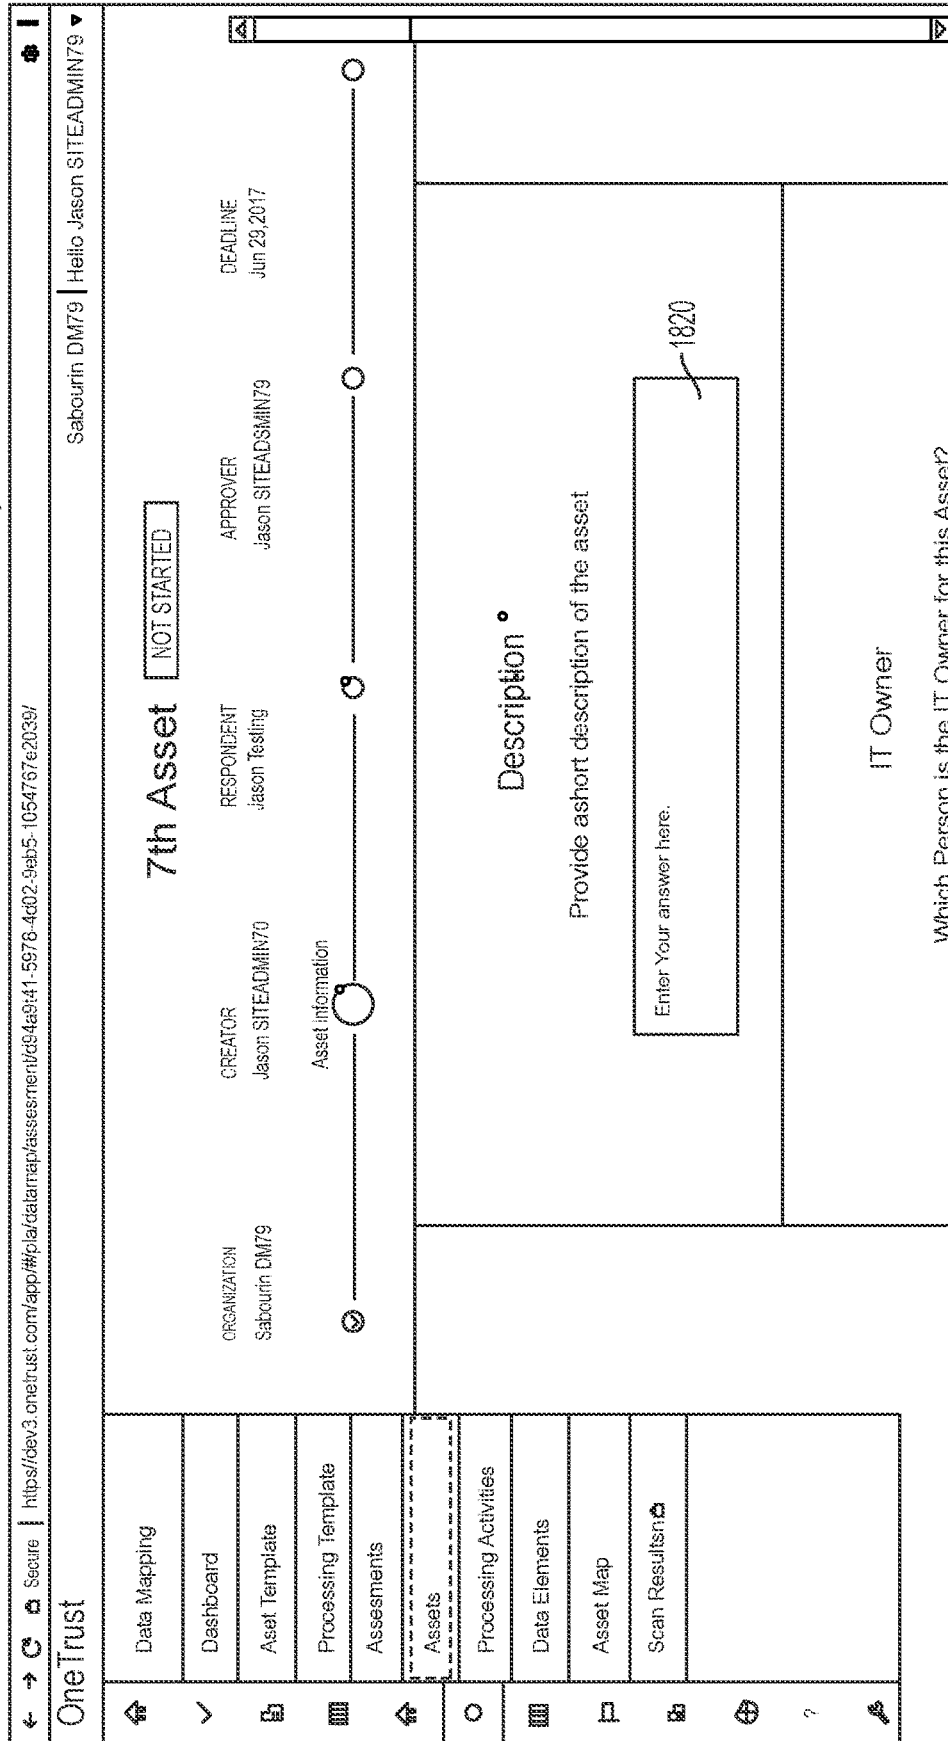 Secure | https//dev3.onetrust.com/app/#/pia/datamap/assesment/d94a9f41-5978-4d02-9eb5-1054767e2039/
OneTrust
Sabourin DM79 | Hello Jason SITEADMIN79
Data Mapping
Dashboard
Aset Template
Processing Template
Assesments
Assets
Processing Activities
Data Elements
Asset Map
Scan Resultsn
?
7th Asset NOT STARTED
ORGANIZATION
Sabourin DM79
CREATOR
Jason SITEADMIN70
RESPONDENT
Jason Testing
APPROVER
Jason SITEADSMIN79
DEADLINE
Jun 29,2017
Asset Information
Description
Provide ashort description of the asset
Enter Your answer here.
1820
IT Owner
Which Person is the IT Owner for this Asset?